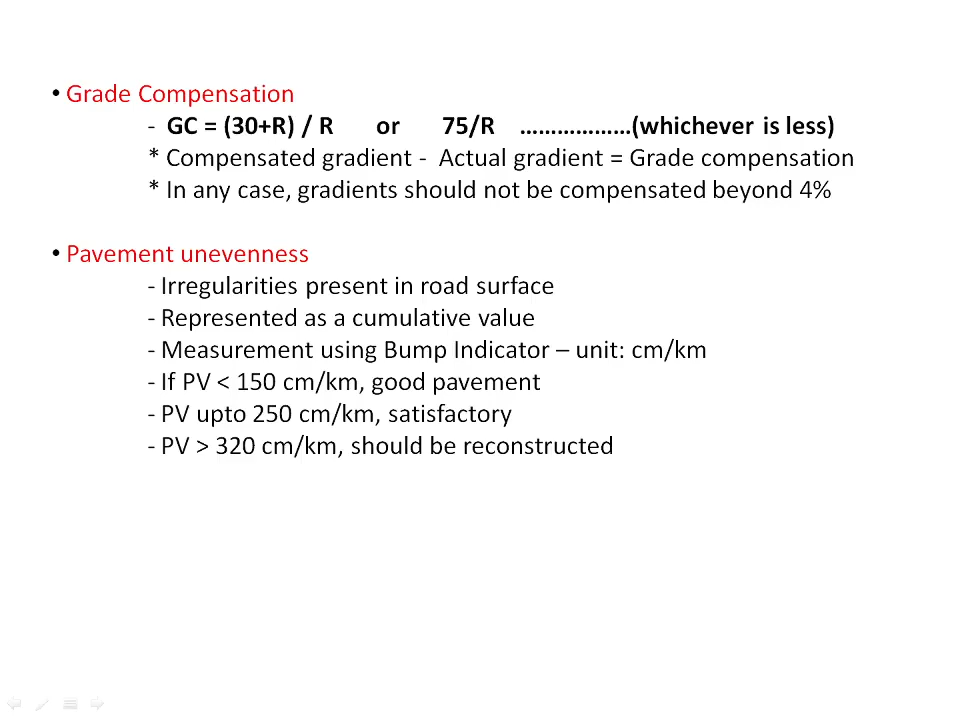 • Grade Compensation
- GC = (30+R) / R or 75/R ………………(whichever is less)
* Compensated gradient - Actual gradient = Grade compensation
* In any case, gradients should not be compensated beyond 4%
• Pavement unevenness
- Irregularities present in road surface
- Represented as a cumulative value
- Measurement using Bump Indicator – unit: cm/km
- If PV < 150 cm/km, good pavement
- PV upto 250 cm/km, satisfactory
- PV > 320 cm/km, should be reconstructed